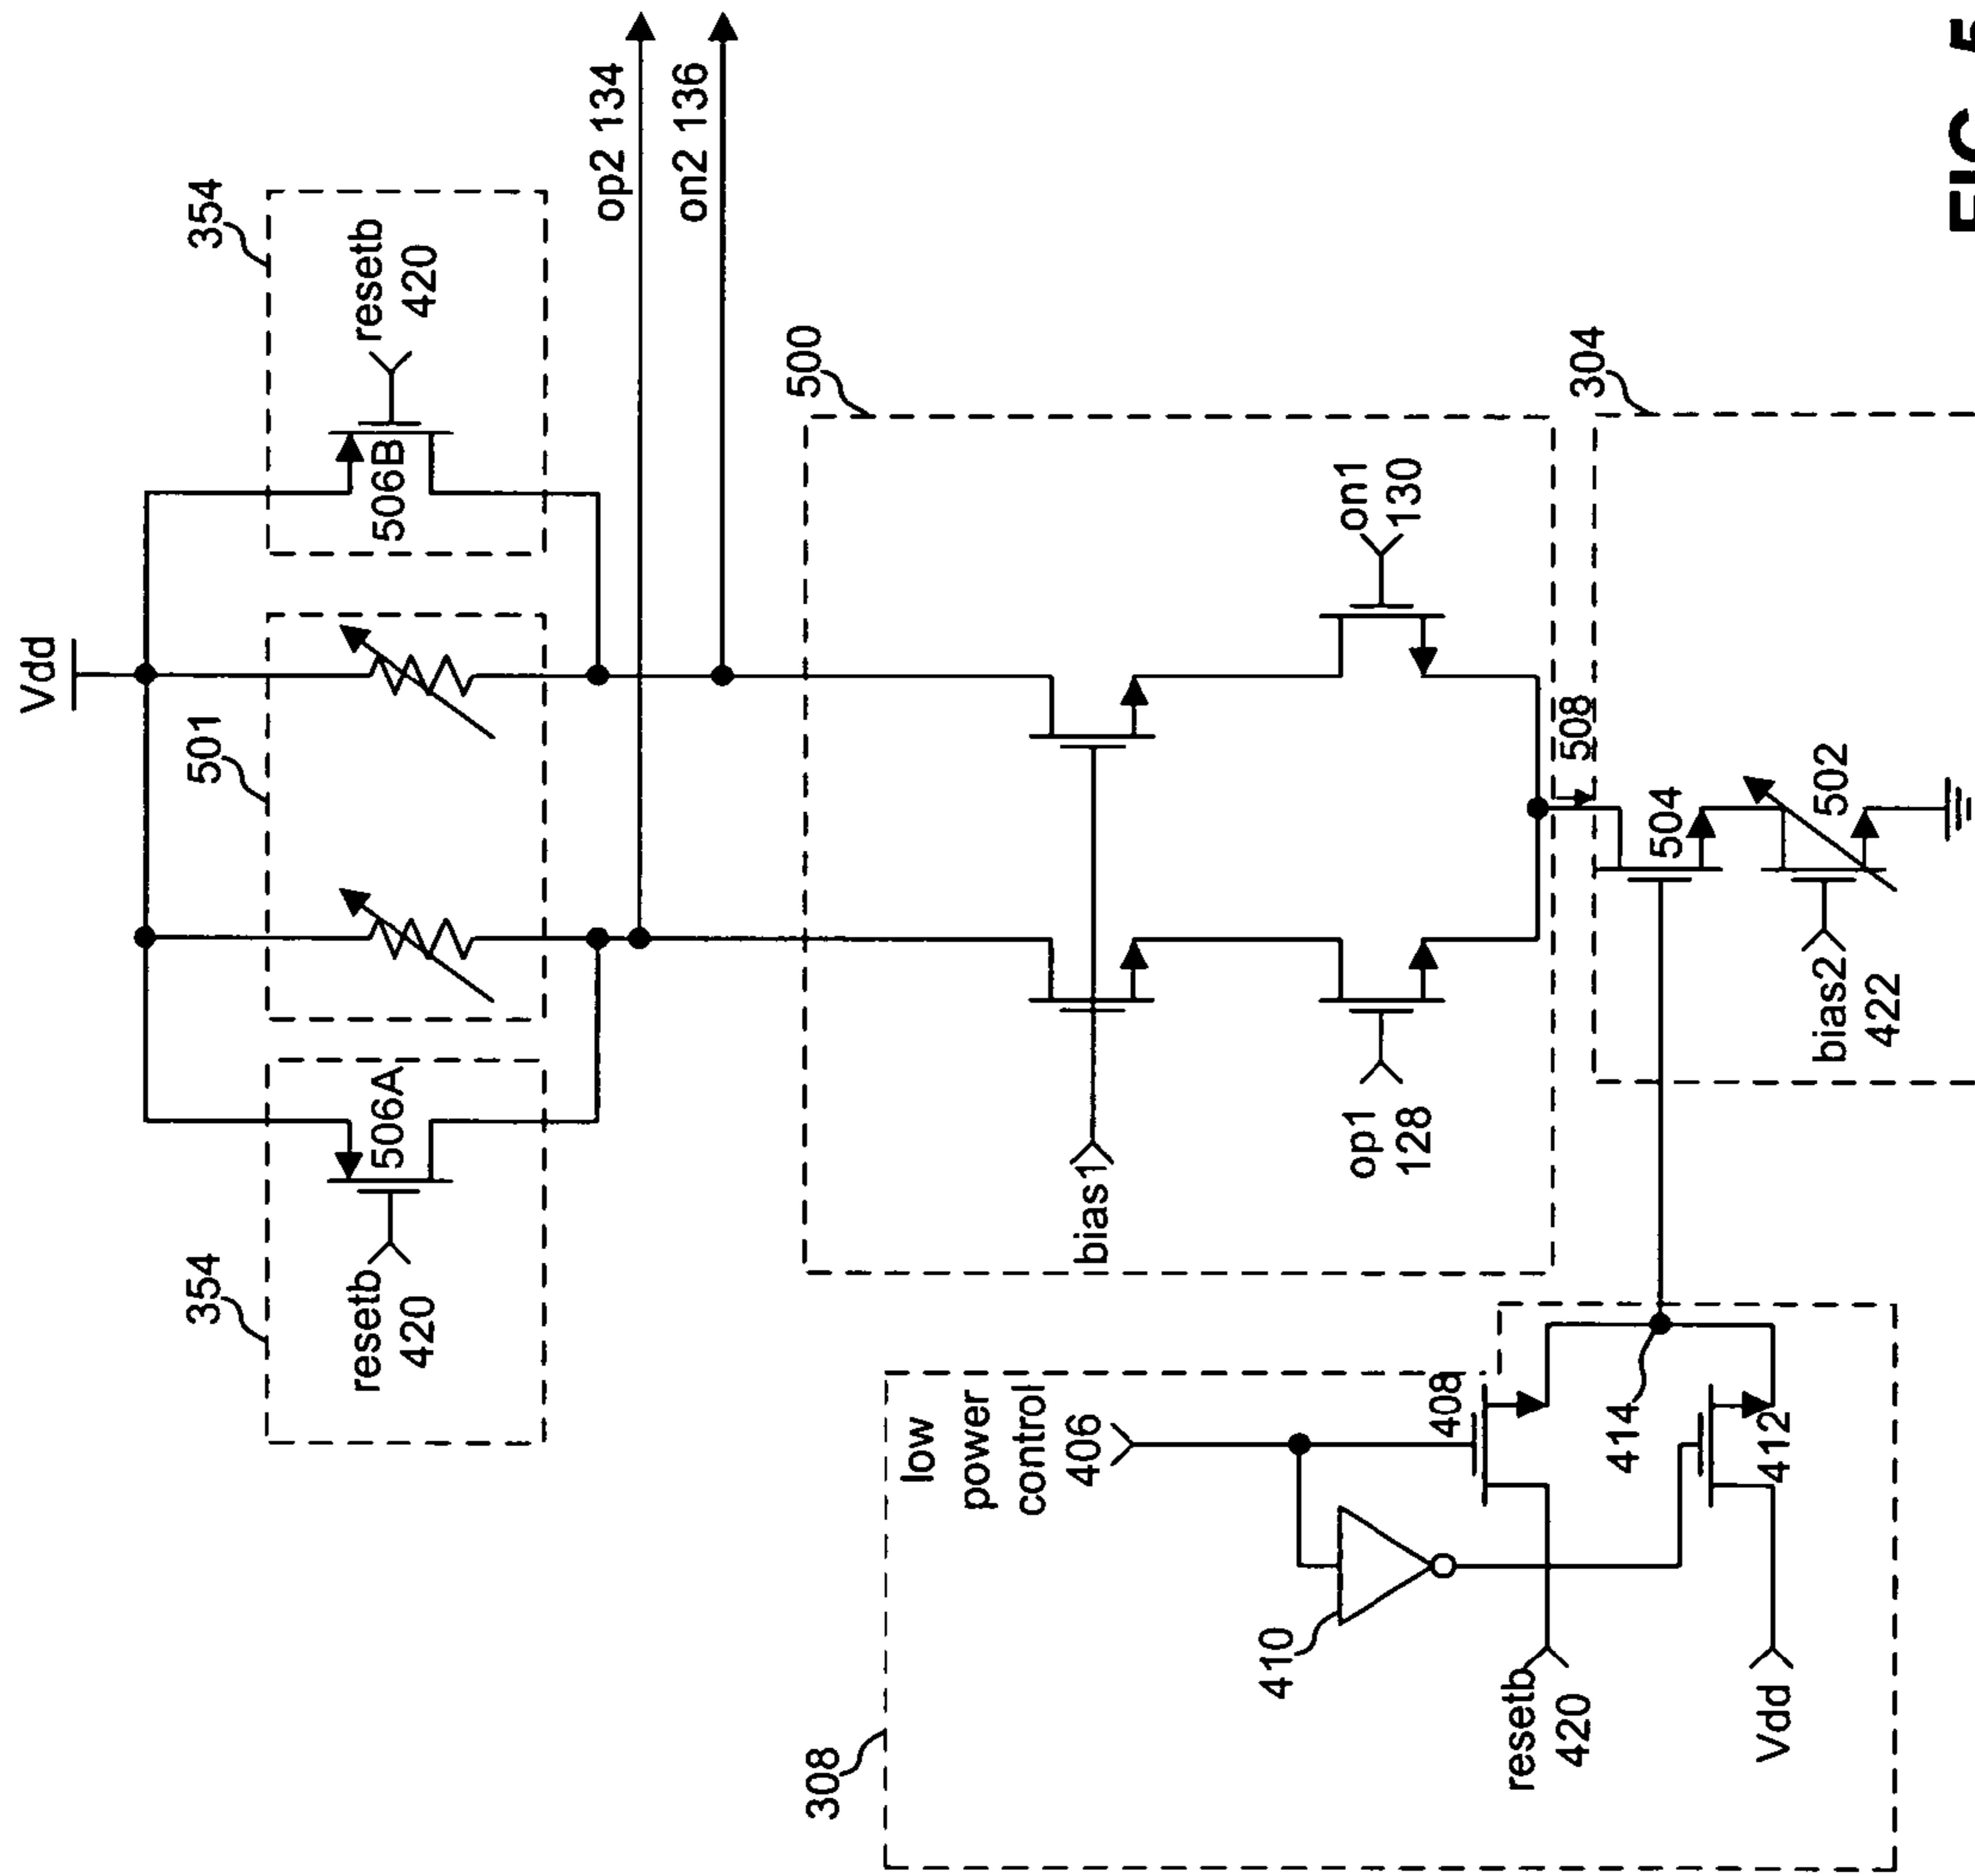 Vdd
354
501
354
resetb
420
506A
506B
resetb
420
op2 134
on2 136
500
bias1
op1
128
on1
130
508
304
308
low
power
control
406
408
410
414
412
resetb
420
Vdd
504
502
bias2
422